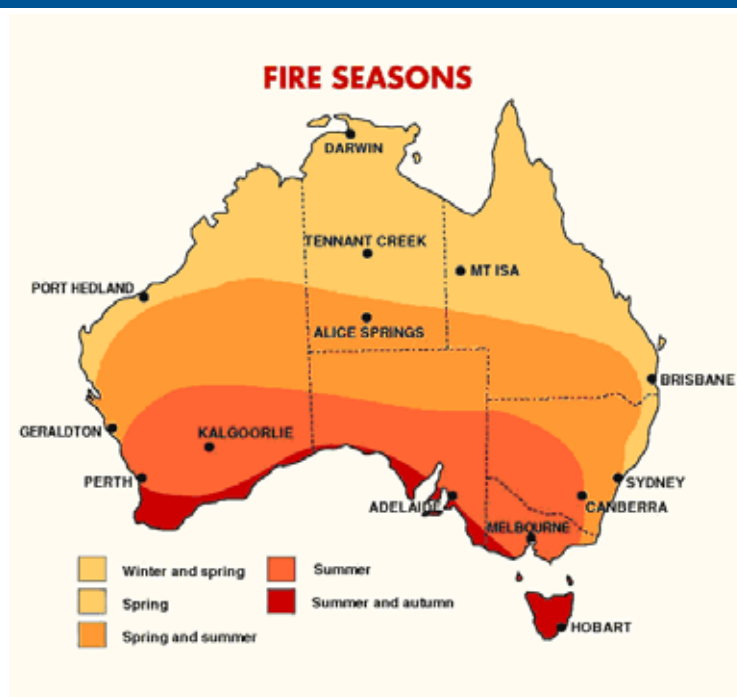 FIRE SEASONS
DARWIN
TENNANT CREEK
MT ISA
PORT HEDLAND
ALICE SPRINGS
BRISBANE
GERALDTON
KALGOORLIE
PERTH
SYDNEY
ADELAIDE
CANBERRA
MELBOURNE
Winter and spring
Summer
Spring
Summer and autumn
Spring and summer
HOBART